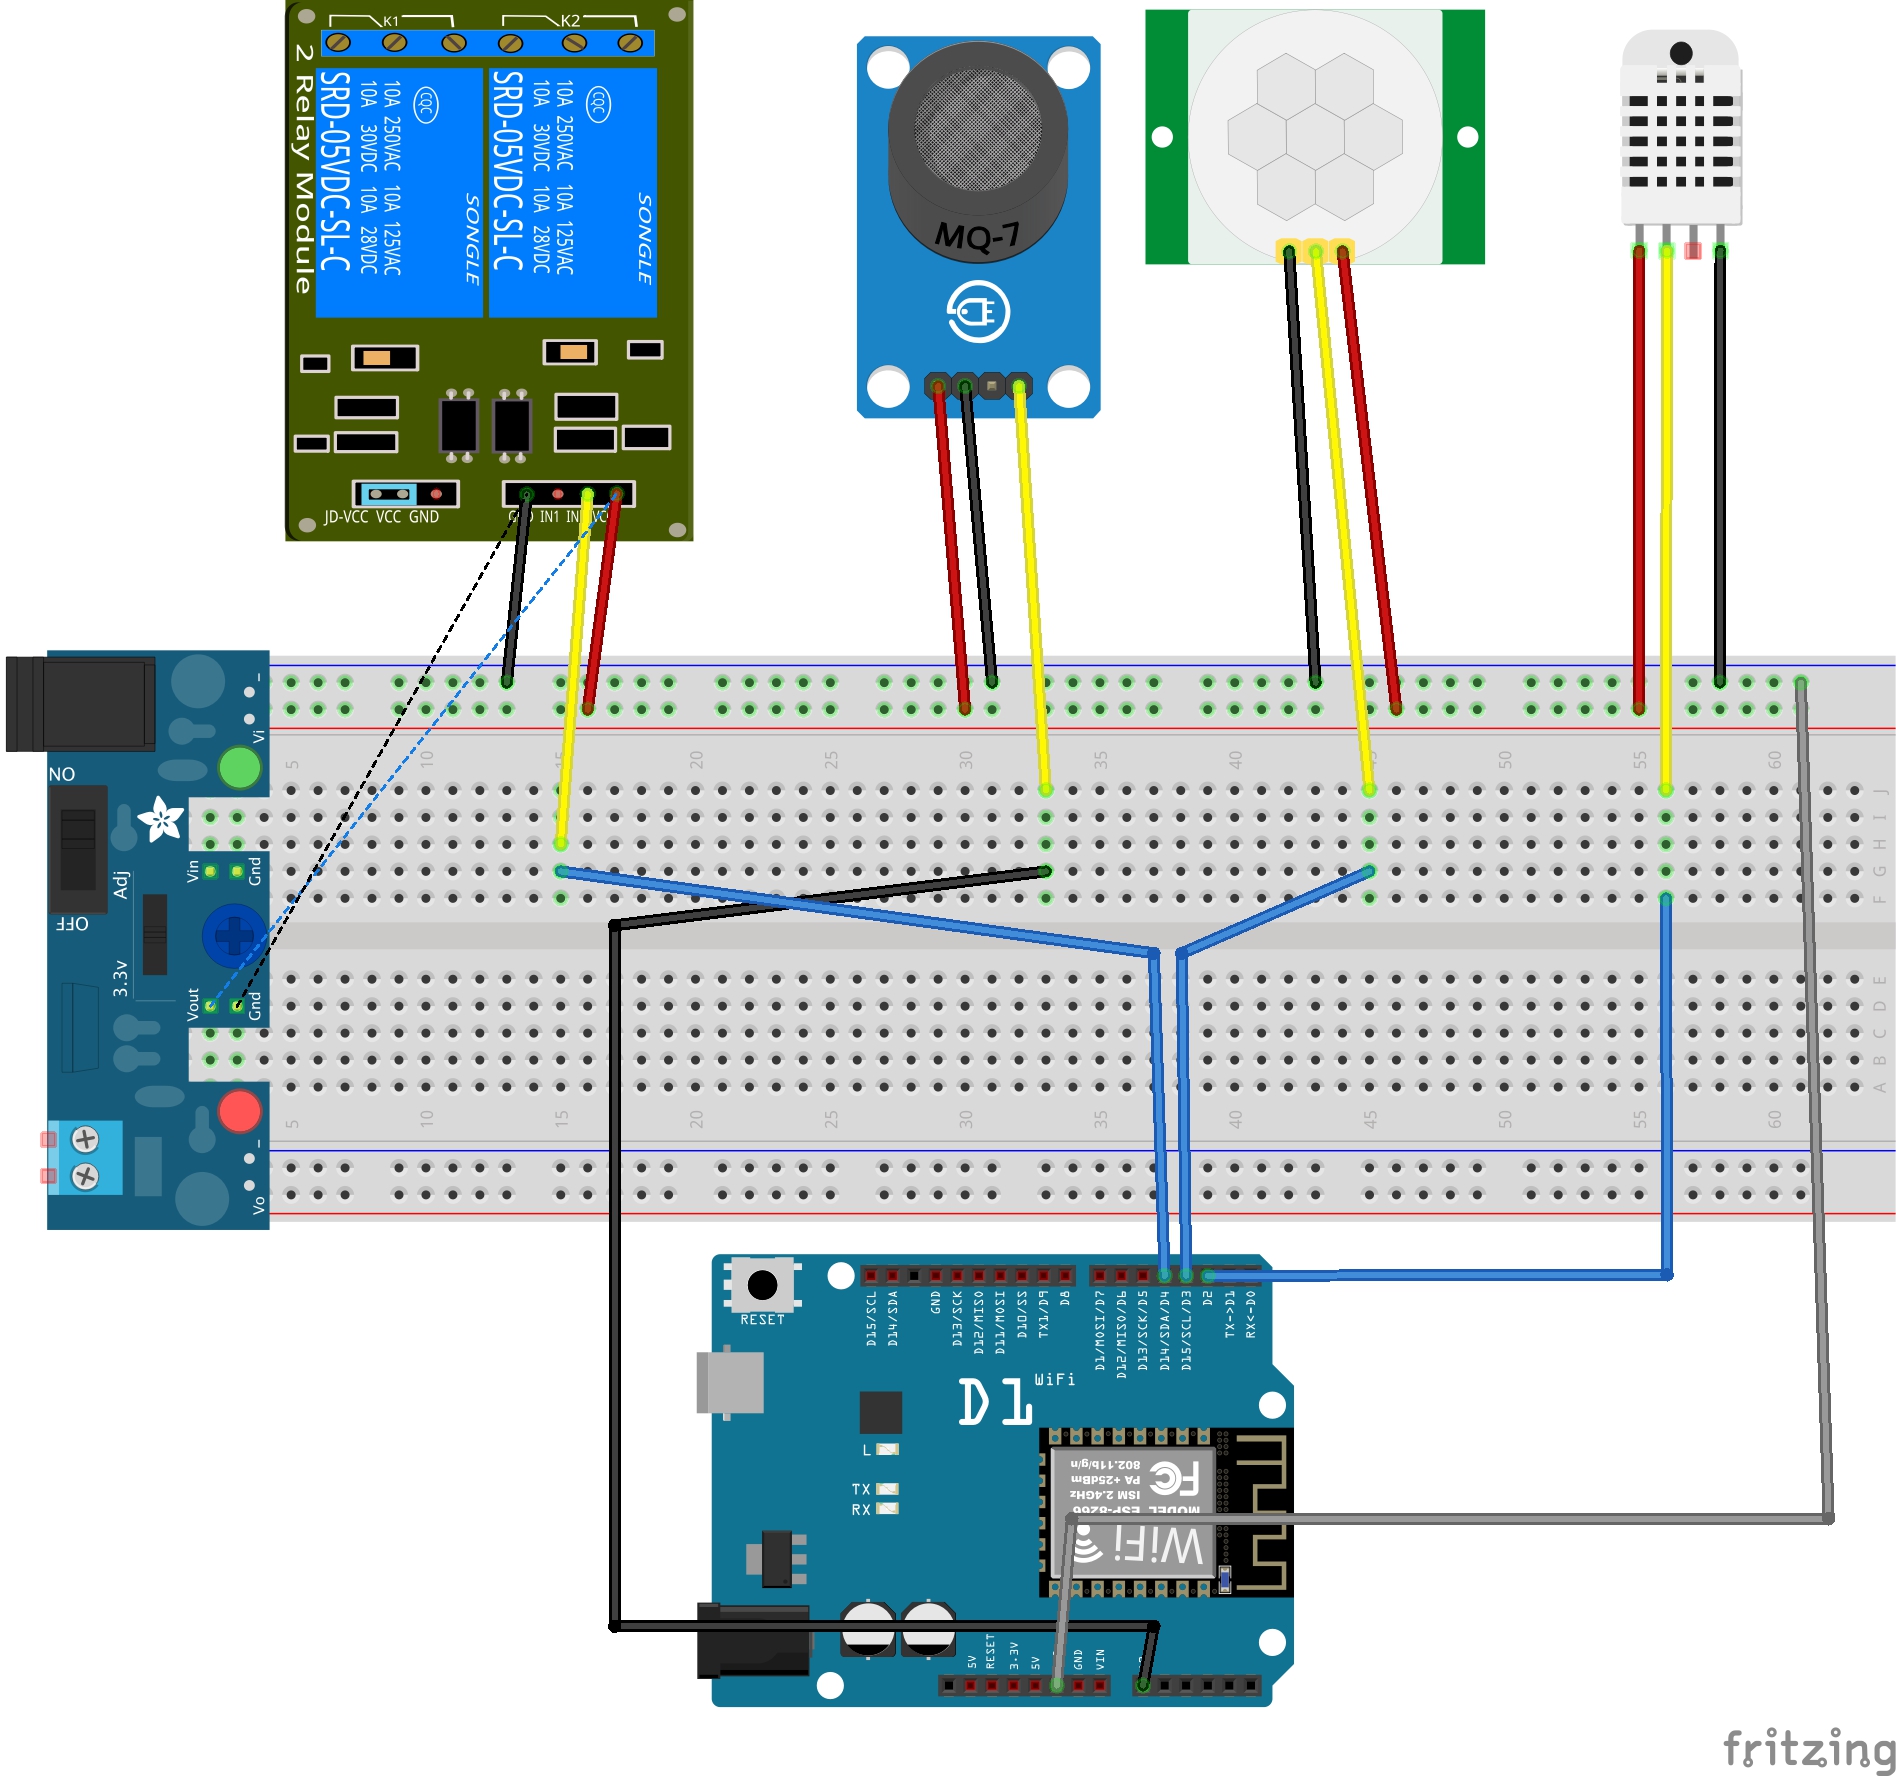 K1
K2
2 Relay Module
SRD-05VDC-SL-C
10A 30VDC 10A 28VDC
10A 250VAC 10A 125VAC
CQC
SONGLE
SRD-05VDC-SL-C
10A 30VDC 10A 28VDC
10A 250VAC 10A 125VAC
CQC
SONGLE
JD-VCC VCC GND
IN1
MQ-7
5 10 15 20 25 30 35 40 45 50 55 60
J
I
H
G
F
E
D
C
B
A
5 10 15 20 25 30 35 40 45 50 55 60
Vi
ON
OFF
Adj
3.3v
Vin
Gnd
Vout
Gnd
Vo
RESET
D15/SCL
D14/SDA
GND
D13/SCK
D12/MISO
D11/MOSI
D10/SS
TX1/D9
D8
D1/MOSI/D7
D12/MISO/D6
D13/SCK/D5
D14/SDA/D4
D15/SCL/D3
D2
TX->D1
RX<-D0
D1 WiFi
L
TX
RX
WiFi
MODEL ESP-8266
ISM 2.4GHz
PA +25dBm
802.11b/g/n
FC
5V
RESET
3.3V
5V
GND
VIN
fritzing